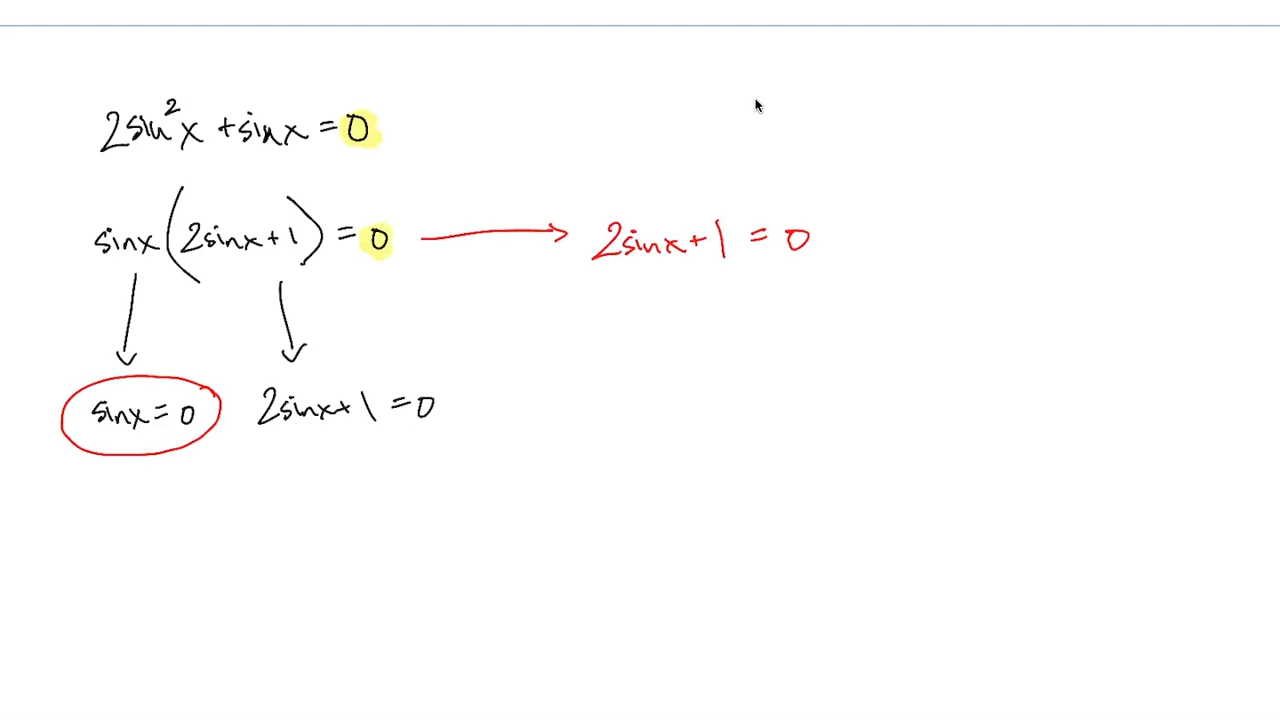 2sin²x + sinx = 0
sinx(2sinx+1) = 0 → 2sinx+1 = 0
sinx = 0 2sinx+1 = 0